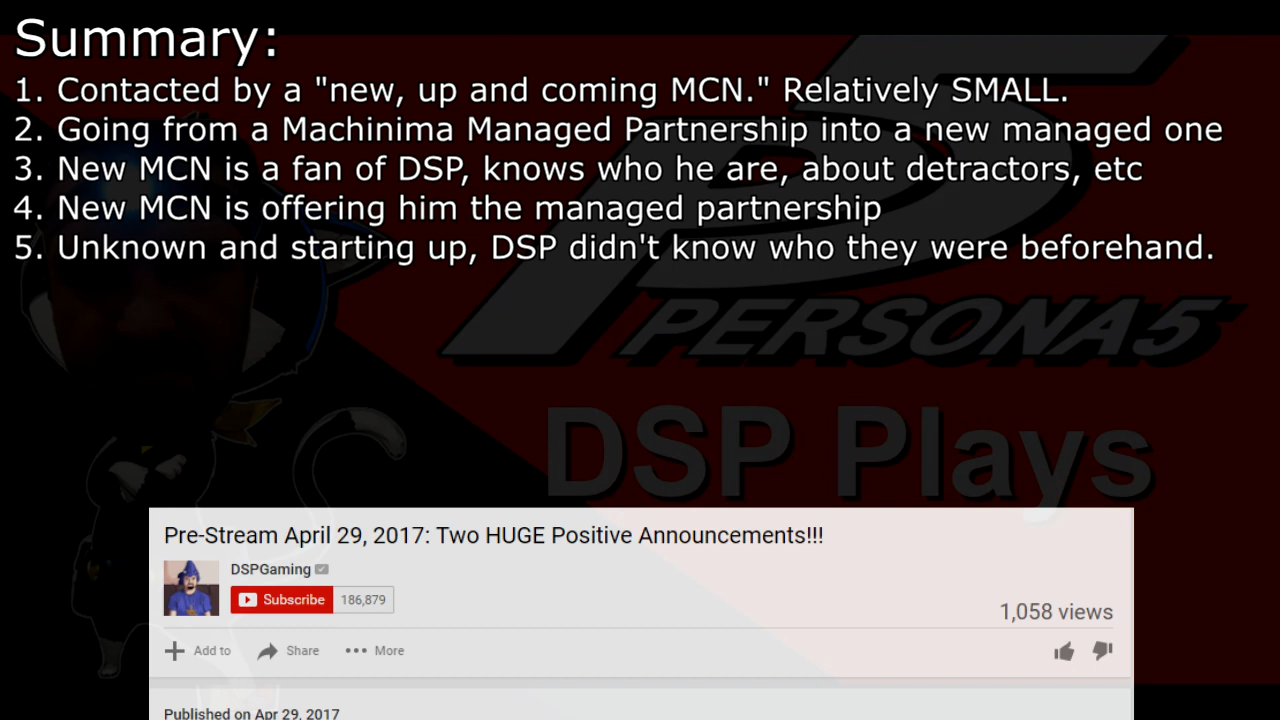 Summary:
1. Contacted by a "new, up and coming MCN." Relatively SMALL.
2. Going from a Machinima Managed Partnership into a new managed one
3. New MCN is a fan of DSP, knows who he are, about detractors, etc
4. New MCN is offering him the managed partnership
5. Unknown and starting up, DSP didn't know who they were beforehand.
P5
PERSONA5
DSP Plays
Pre-Stream April 29, 2017: Two HUGE Positive Announcements!!!
DSPGaming
Subscribe 186,879
1,058 views
Add to Share More
Published on Apr 29, 2017